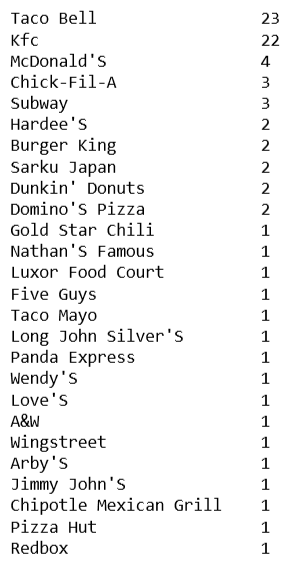 Taco Bell 23
Kfc 22
McDonald'S 4
Chick-Fil-A 3
Subway 3
Hardee'S 2
Burger King 2
Sarku Japan 2
Dunkin' Donuts 2
Domino'S Pizza 2
Gold Star Chili 1
Nathan'S Famous 1
Luxor Food Court 1
Five Guys 1
Taco Mayo 1
Long John Silver'S 1
Panda Express 1
Wendy'S 1
Love'S 1
A&W 1
Wingstreet 1
Arby'S 1
Jimmy John'S 1
Chipotle Mexican Grill 1
Pizza Hut 1
Redbox 1